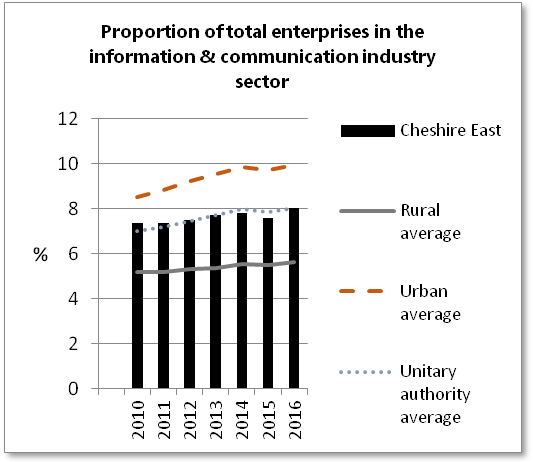 Proportion of total enterprises in the
information & communication industry
sector
12
10
8
6
4
2
0
%
2010
2011
2012
2013
2014
2015
2016
Cheshire East
Rural
average
Urban
average
Unitary
authority
average